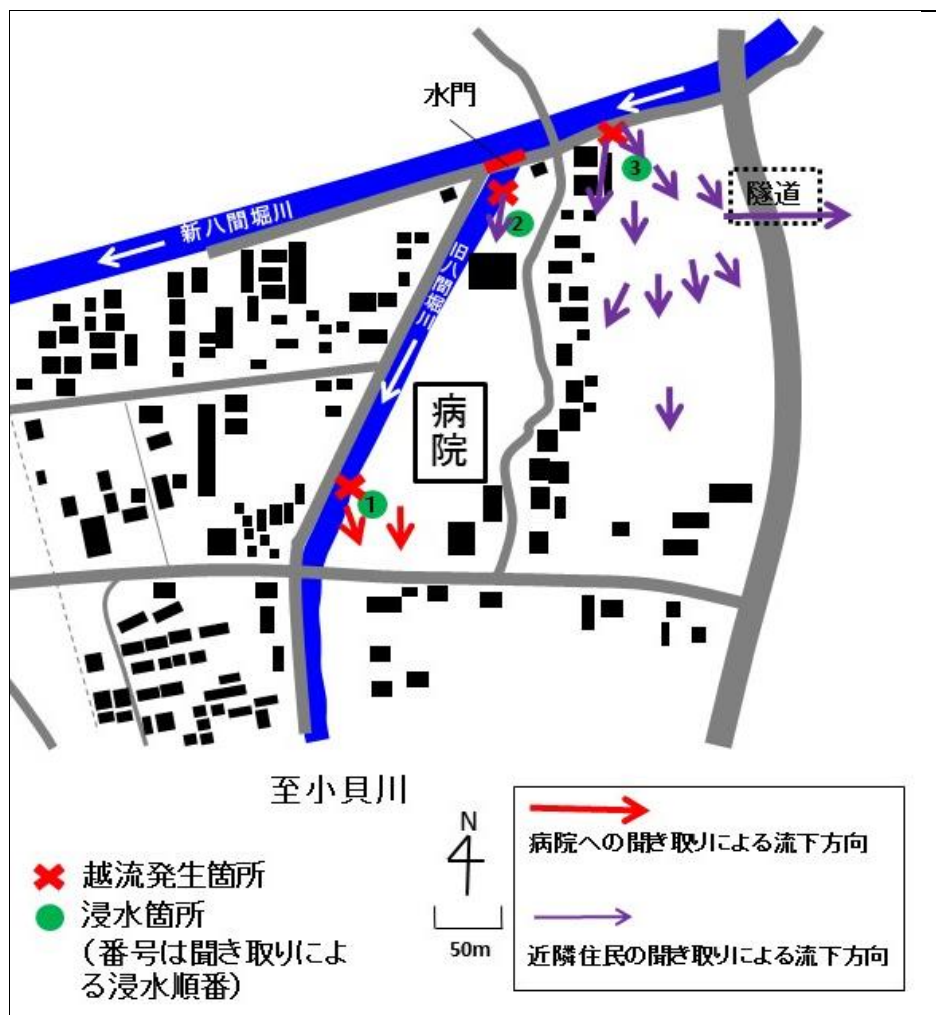 水門
3
隧道
新八間堀川
2
旧八間堀川
病院
1
至小貝川
N
50m
越流発生箇所
浸水箇所
(番号は聞き取りによ
る浸水順番)
病院への聞き取りによる流下方向
近隣住民の聞き取りによる流下方向